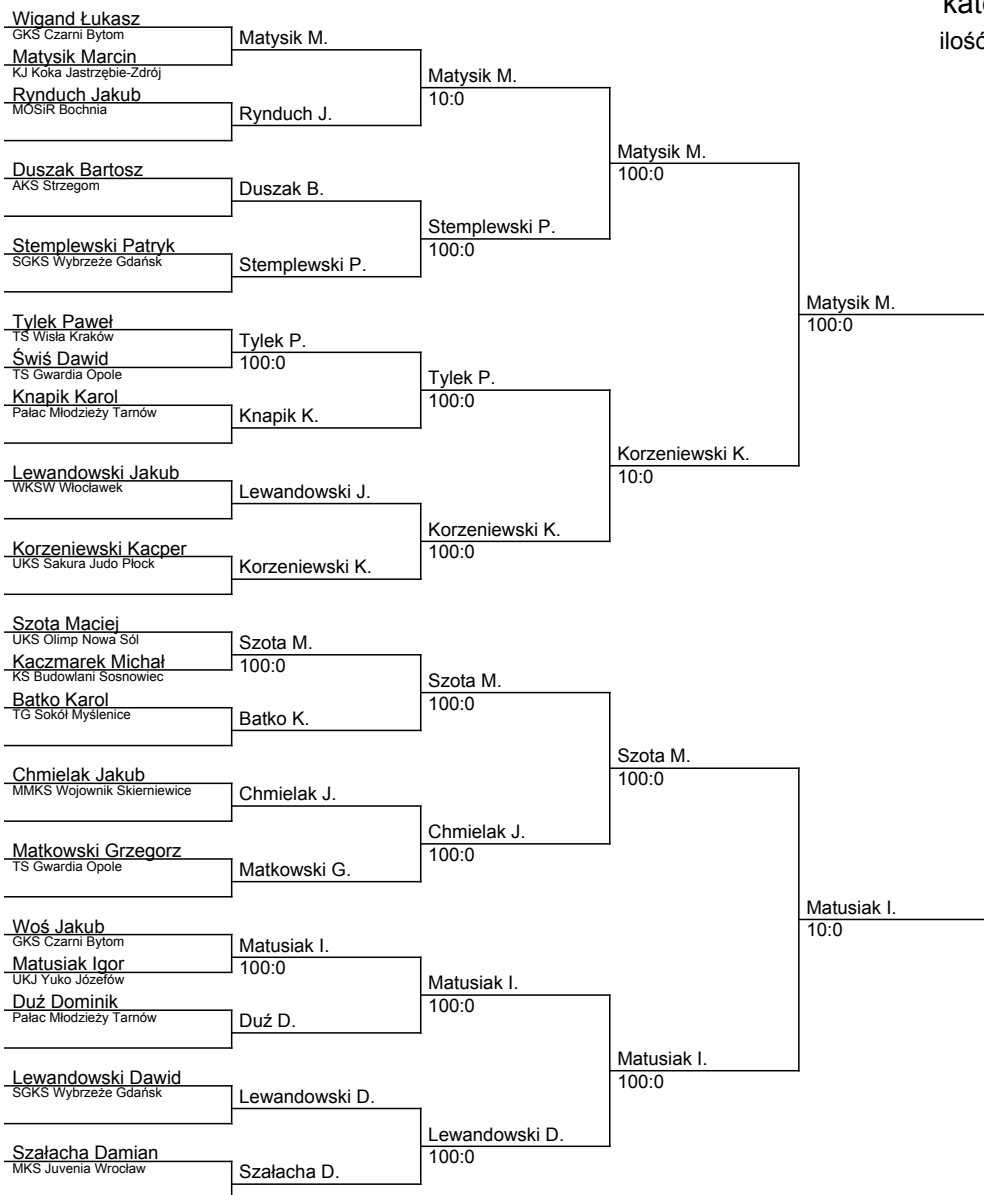 kate
ilość
Wigand Łukasz
GKS Czarni Bytom
Matysik Marcin
KJ Koka Jastrzębie-Zdrój
Rynduch Jakub
MOSiR Bochnia
Duszak Bartosz
AKS Strzegom
Stemplewski Patryk
SGKS Wybrzeże Gdańsk
Tylek Paweł
TS Wisła Kraków
Świś Dawid
TS Gwardia Opole
Knapik Karol
Pałac Młodzieży Tarnów
Lewandowski Jakub
WKSW Włocławek
Korzeniewski Kacper
UKS Sakura Judo Płock
Szota Maciej
UKS Olimp Nowa Sól
Kaczmarek Michał
KS Budowlani Sosnowiec
Batko Karol
TG Sokół Myślenice
Chmielak Jakub
MMKS Wojownik Skierniewice
Matkowski Grzegorz
TS Gwardia Opole
Woś Jakub
GKS Czarni Bytom
Matusiak Igor
UKJ Yuko Józefów
Duź Dominik
Pałac Młodzieży Tarnów
Lewandowski Dawid
SGKS Wybrzeże Gdańsk
Szałacha Damian
MKS Juvenia Wrocław
Matysik M.
Rynduch J.
Duszak B.
Stemplewski P.
Tylek P.
100:0
Knapik K.
Lewandowski J.
Korzeniewski K.
Szota M.
100:0
Batko K.
Chmielak J.
Matkowski G.
Matusiak I.
100:0
Duź D.
Lewandowski D.
Szałacha D.
Matysik M.
10:0
Stemplewski P.
100:0
Tylek P.
100:0
Korzeniewski K.
100:0
Szota M.
100:0
Chmielak J.
100:0
Matusiak I.
100:0
Lewandowski D.
100:0
Matysik M.
100:0
Korzeniewski K.
10:0
Szota M.
100:0
Matusiak I.
100:0
Matysik M.
100:0
Matusiak I.
10:0